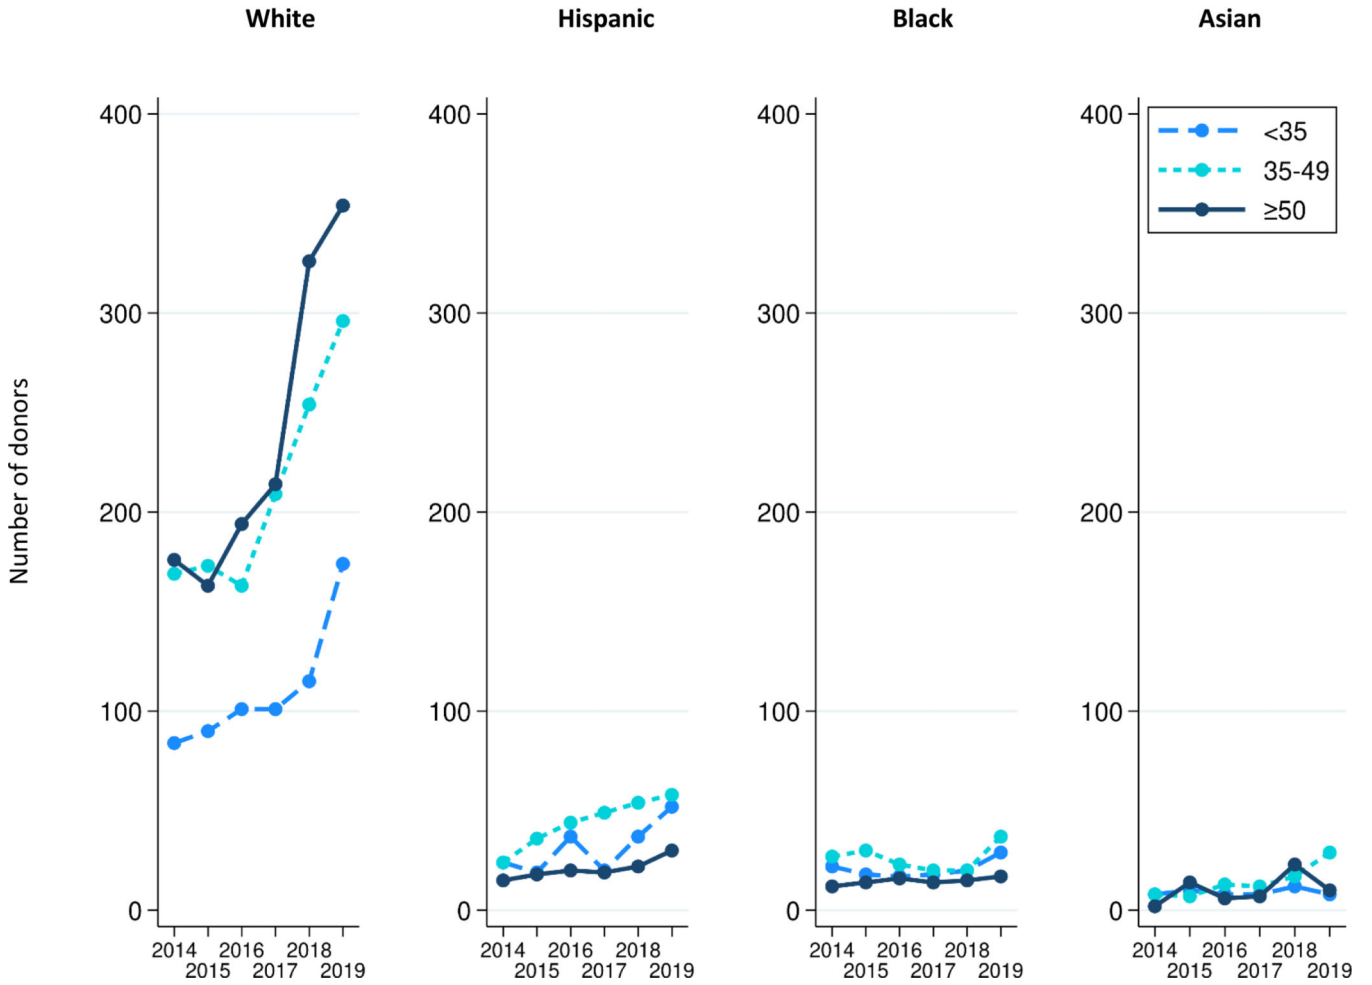 White Hispanic Black Asian
400 400 400 400
<35
35-49
≥50
300 300 300 300
Number of donors
200 200 200 200
100 100 100 100
0 0 0 0
2014 2016 2018 2014 2016 2018 2014 2016 2018 2014 2016 2018
2015 2017 2019 2015 2017 2019 2015 2017 2019 2015 2017 2019